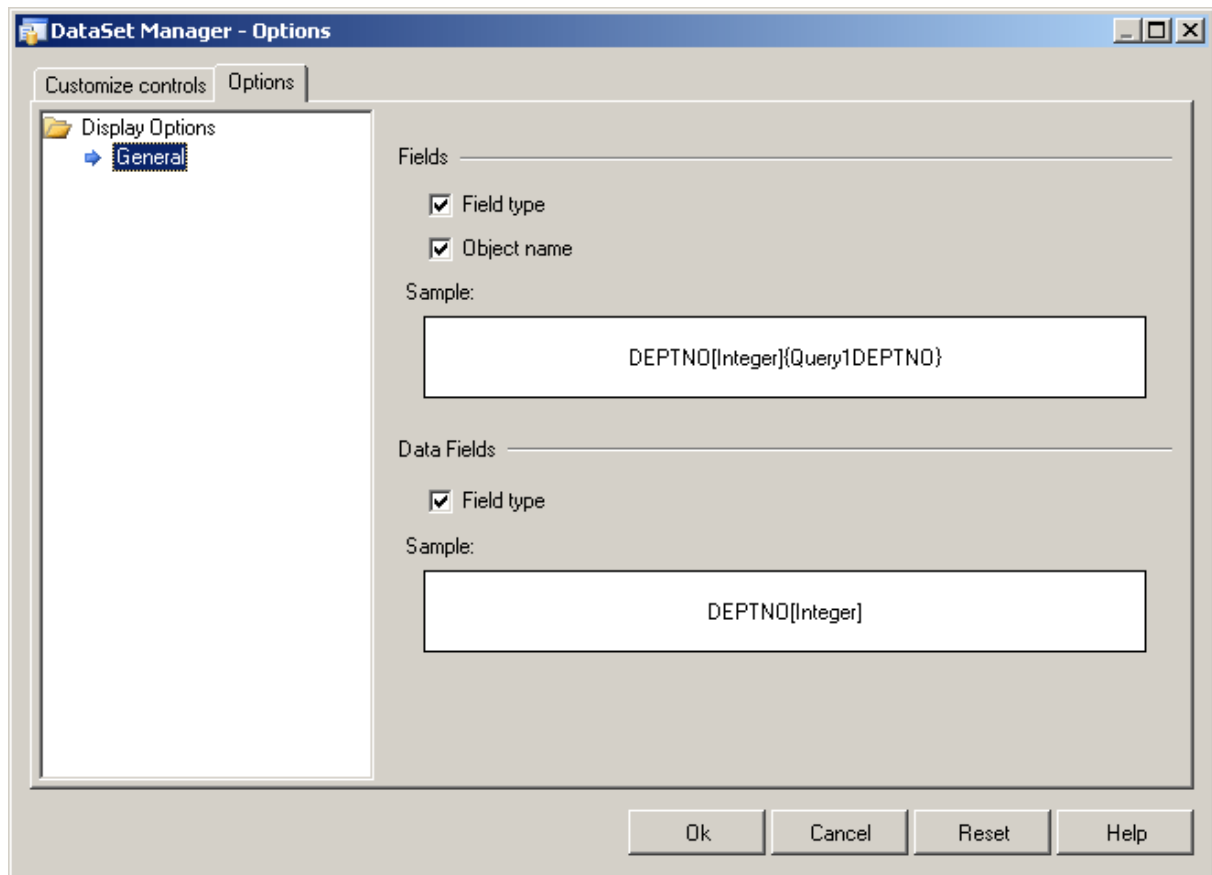 DataSet Manager - Options
Customize controls Options
Display Options
General
Fields
Field type
Object name
Sample:
DEPTNO[Integer]{Query1DEPTNO}
Data Fields
Field type
Sample:
DEPTNO[Integer]
Ok Cancel Reset Help